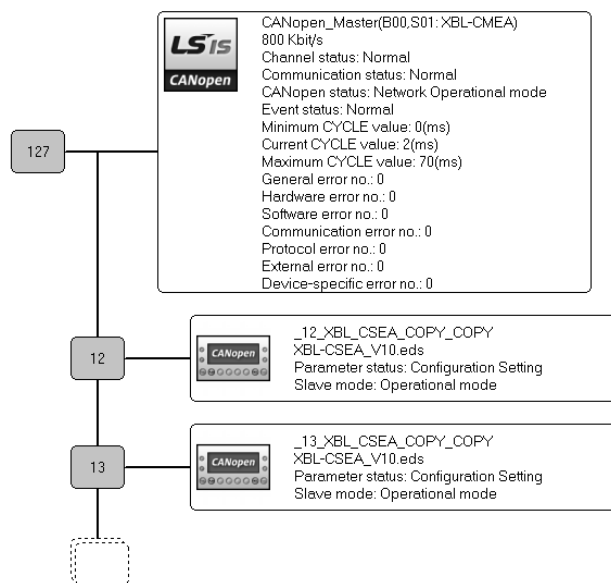 LSis
CANopen
CANopen_Master(B00,S01: XBL-CMEA)
800 Kbit/s
Channel status: Normal
Communication status: Normal
CANopen status: Network Operational mode
Event status: Normal
Minimum CYCLE value: 0(ms)
Current CYCLE value: 2(ms)
Maximum CYCLE value: 70(ms)
General error no.: 0
Hardware error no.: 0
Software error no.: 0
Communication error no.: 0
Protocol error no.: 0
External error no.: 0
Device-specific error no.: 0
127
12
CANopen
_12_XBL_CSEA_COPY_COPY
XBL-CSEA_V10.eds
Parameter status: Configuration Setting
Slave mode: Operational mode
13
CANopen
_13_XBL_CSEA_COPY_COPY
XBL-CSEA_V10.eds
Parameter status: Configuration Setting
Slave mode: Operational mode